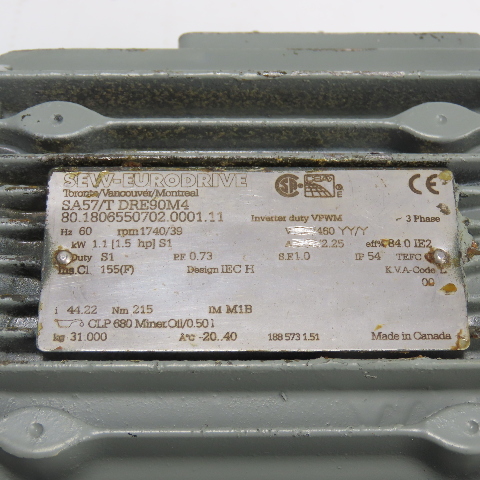 SEW-EURODRIVE
Toronto/Vancouver/Montreal
SA57/T DRE90M4
80.1806550702.0001.11 Inverter duty VPWM 3 Phase
Hz 60 rpm 1740/39 460 YYY
kW 1.1 [1.5 hp] S1 2.25 eff% 84.0 IE2
Duty S1 P.F. 0.73 S.F. 1.0 IP 54 TEFC
Ins.Cl. 155(F) Design IEC H K.V.A-Code
i 44.22 Nm 215 IM M1B
CLP 680 Miner.Oil/0.50 l
kg 31.000 -20..40 188 573 1.51 Made in Canada